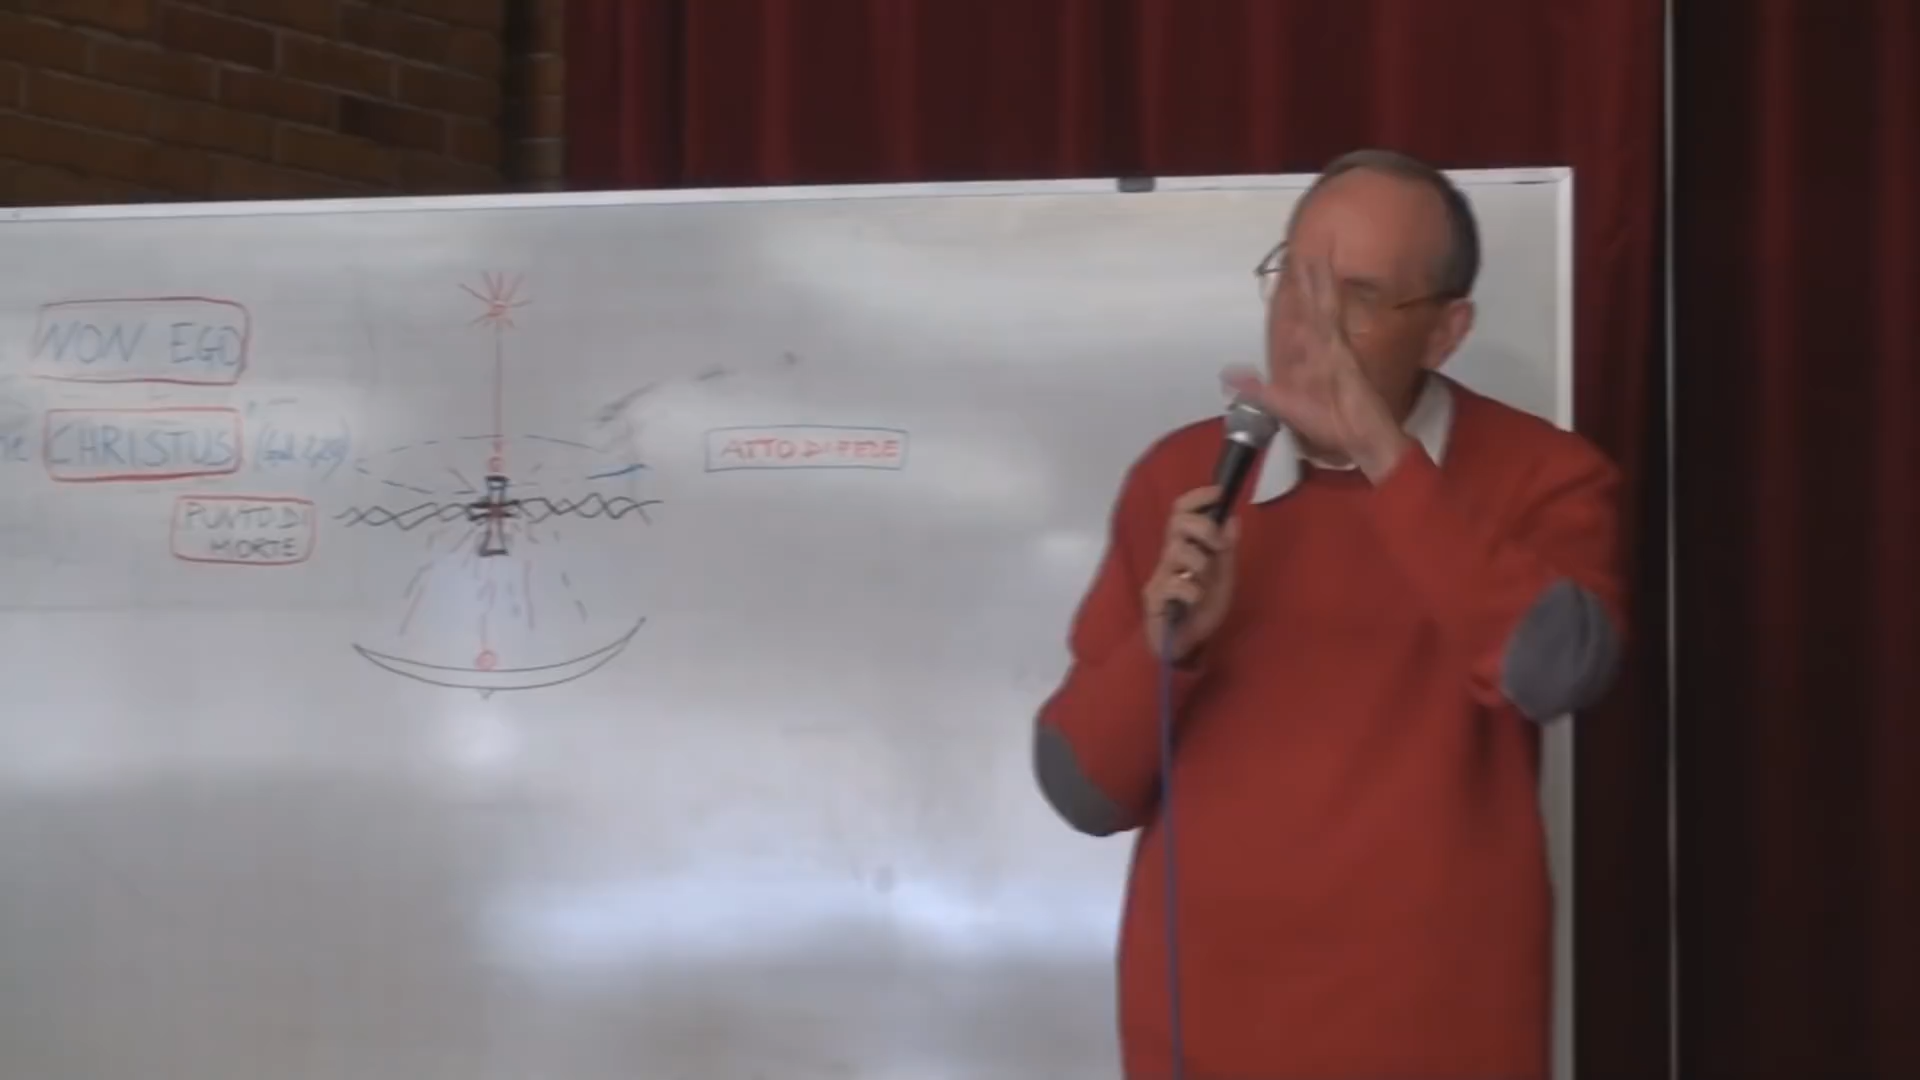 NON EGO
CHRISTUS
ATTO DI FEDE
PUNTO DI
MORTE